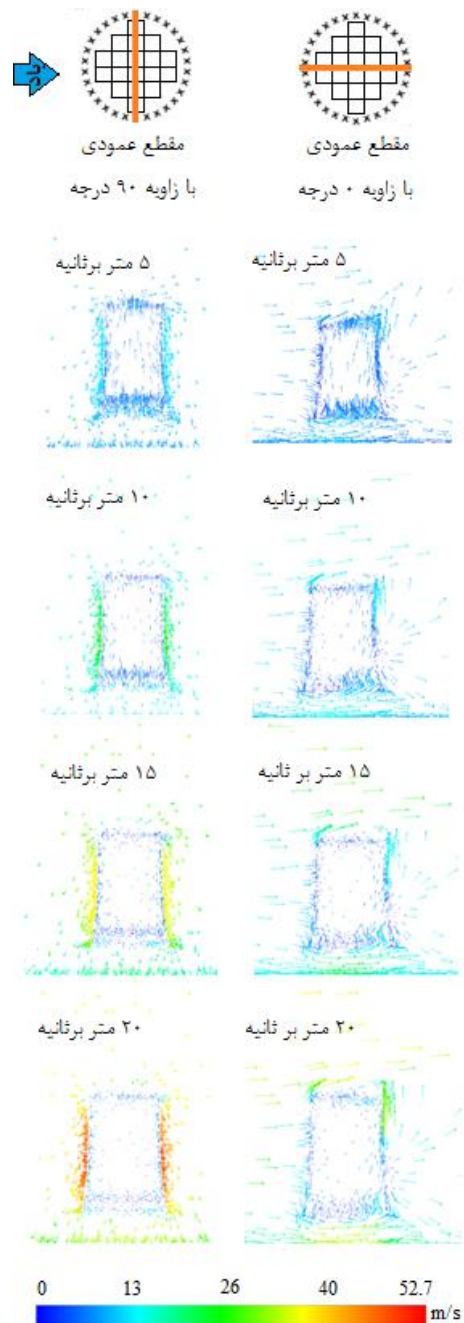 باد
مقطع عمودی
با زاویه ۰ درجه
مقطع عمودی
با زاویه ۹۰ درجه
۵ متر برثانیه
۵ متر برثانیه
۱۰ متر برثانیه
۱۰ متر برثانیه
۱۵ متر بر ثانیه
۱۵ متر برثانیه
۲۰ متر بر ثانیه
۲۰ متر برثانیه
0 13 26 40 52.7
m/s